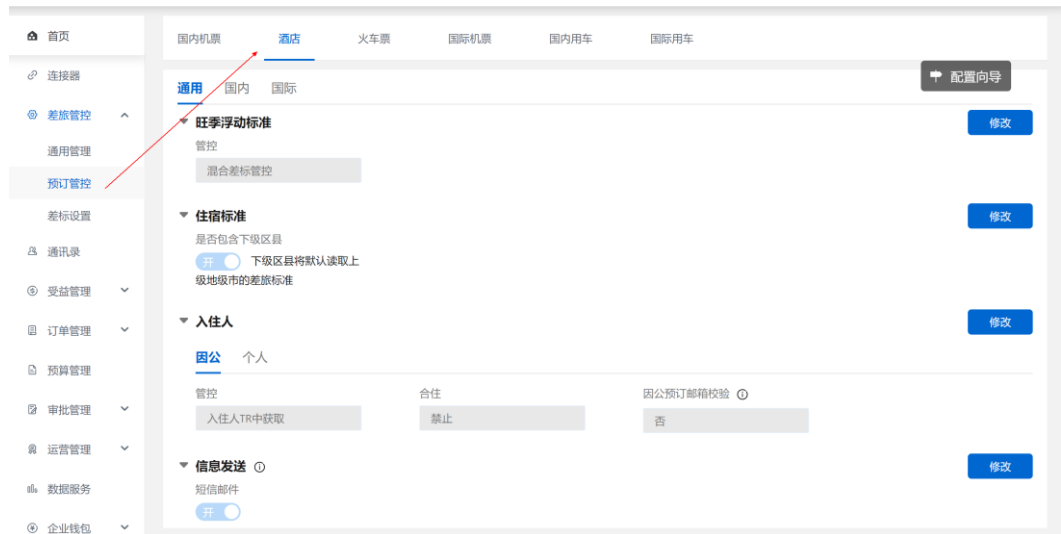 首页
连接器
差旅管控
通用管理
预订管控
差标设置
通讯录
受益管理
订单管理
预算管理
审批管理
运营管理
数据服务
企业钱包
国内机票 酒店 火车票 国际机票 国内用车 国际用车
配置向导
通用 国内 国际
旺季浮动标准 修改
管控
混合差标管控
住宿标准 修改
是否包含下级区县
开 下级区县将默认读取上
级地级市的差旅标准
入住人 修改
因公 个人
管控 合住 因公预订邮箱校验
入住人TR中获取 禁止 否
信息发送 修改
短信邮件
开